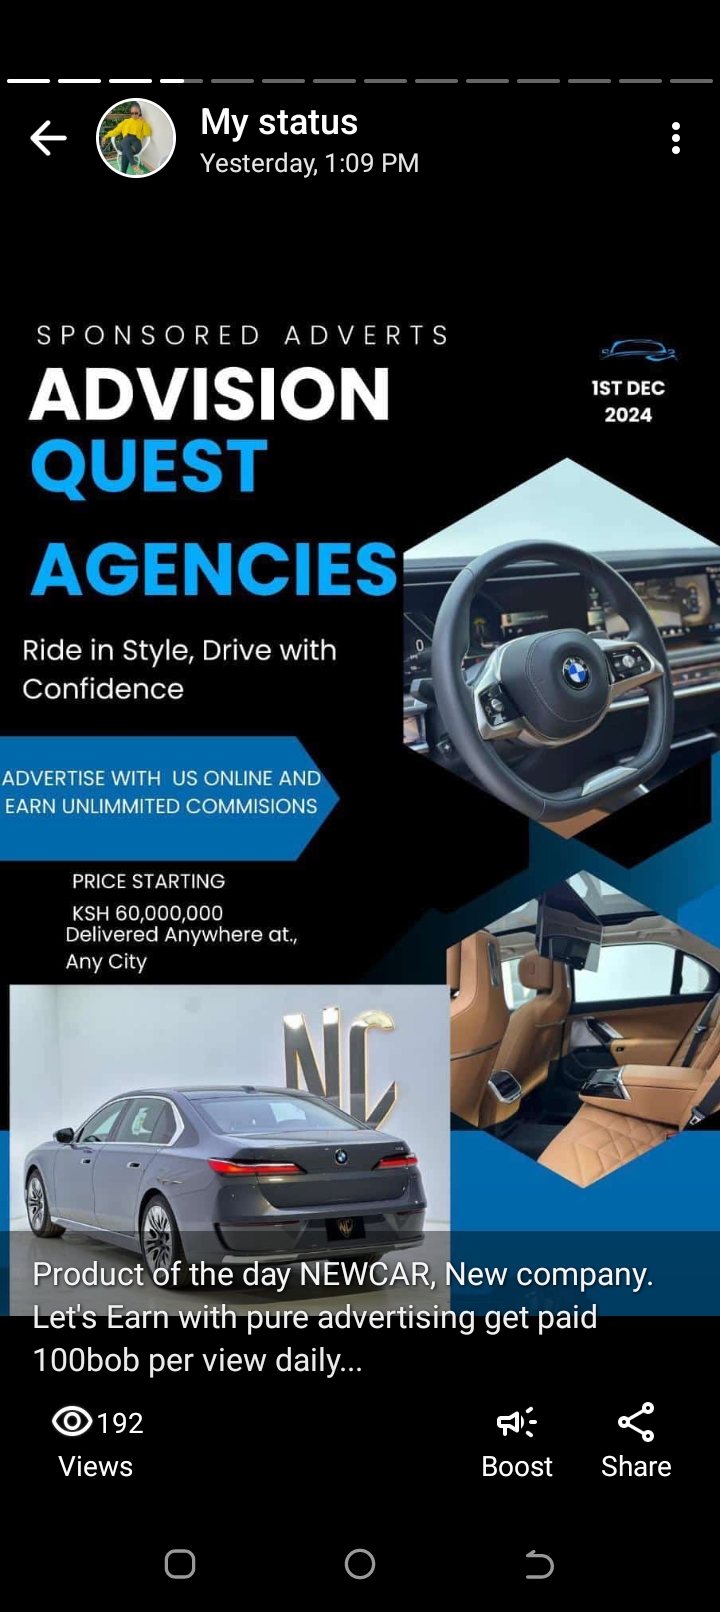 My status
Yesterday, 1:09 PM
SPONSORED ADVERTS
ADVISION
QUEST
AGENCIES
1ST DEC
2024
Ride in Style, Drive with
Confidence
ADVERTISE WITH US ONLINE AND
EARN UNLIMMITED COMMISIONS
PRICE STARTING
KSH 60,000,000
Delivered Anywhere at.,
Any City
NC
Product of the day NEWCAR, New company.
Let's Earn with pure advertising get paid
100bob per view daily...
192
Views
Boost
Share